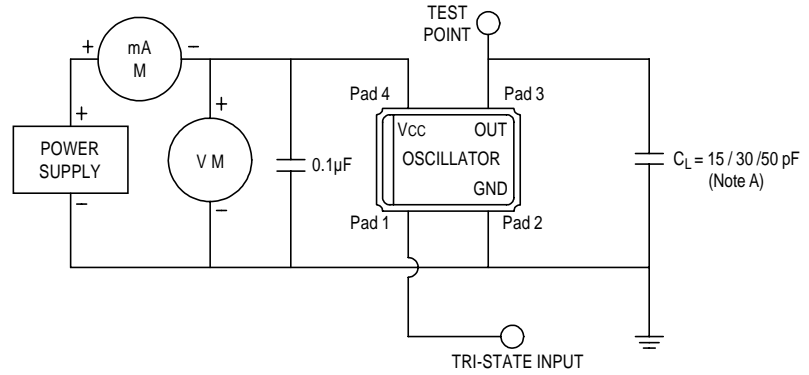 TEST
POINT
+
mA
M
−
Pad 4
Pad 3
+
POWER
SUPPLY
−
+
V M
−
0.1µF
VCC
OUT
OSCILLATOR
GND
CL = 15 / 30 /50 pF
(Note A)
Pad 1
Pad 2
TRI-STATE INPUT